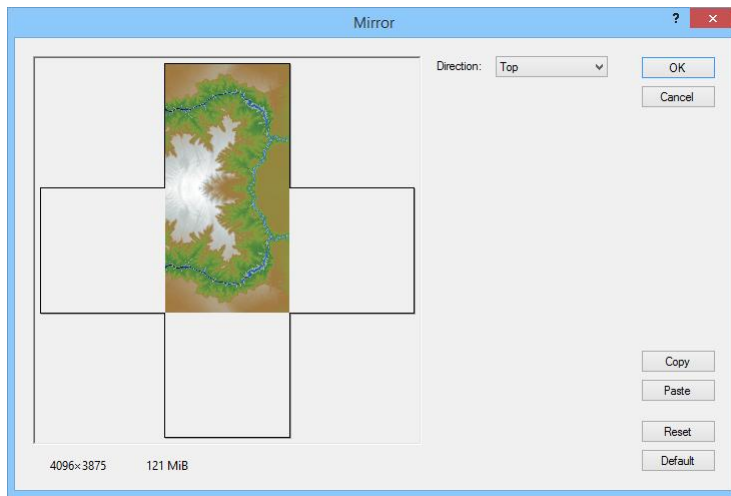 Mirror
?
Direction: Top
OK
Cancel
Copy
Paste
Reset
Default
4096×3875 121 MiB